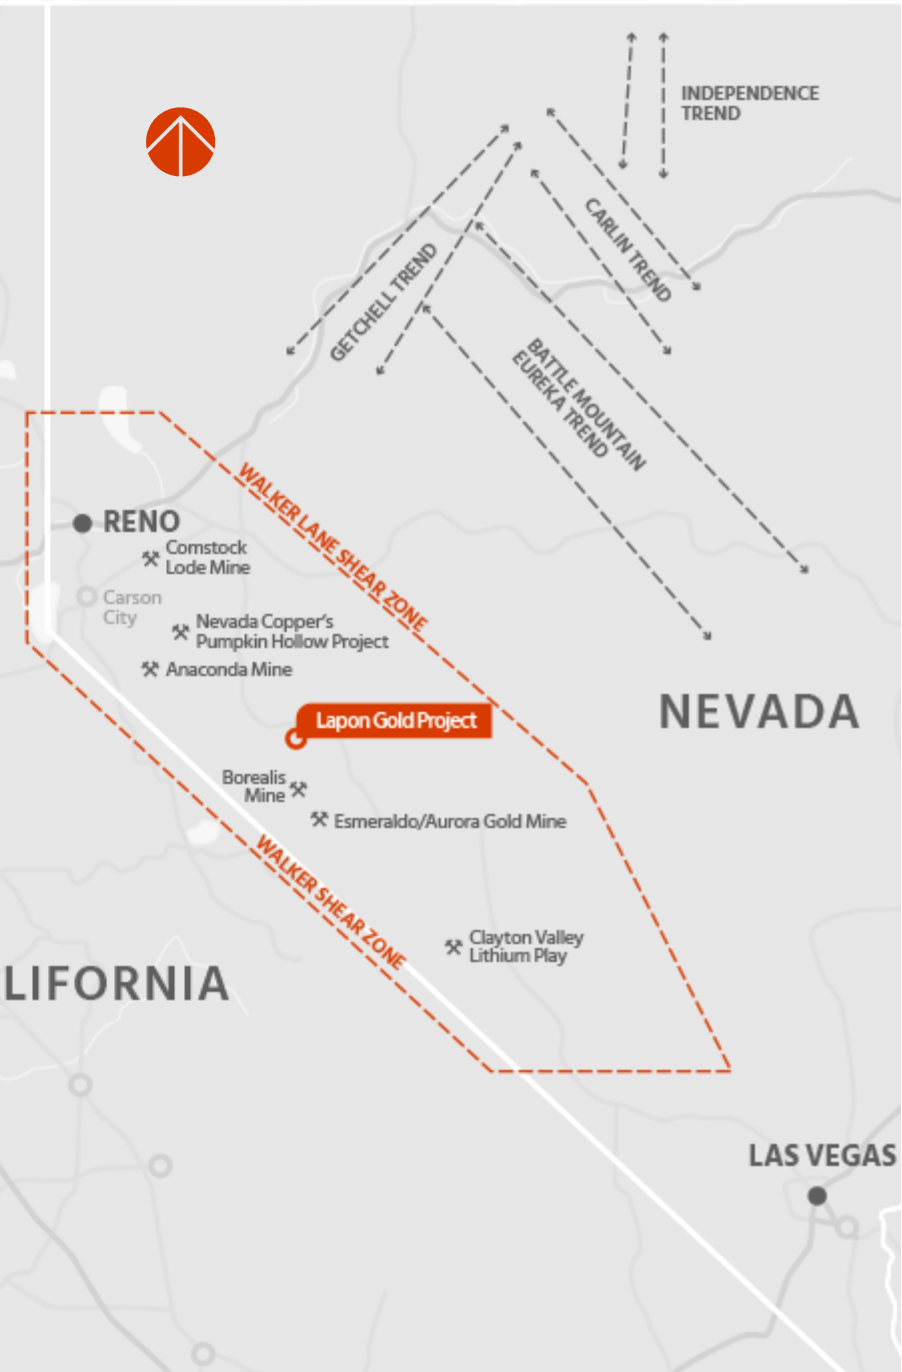 INDEPENDENCE
TREND
CARLIN TREND
GETCHELL TREND
BATTLE MOUNTAIN
EUREKA TREND
WALKER LANE SHEAR ZONE
RENO
Comstock
Lode Mine
Carson
City
Nevada Copper's
Pumpkin Hollow Project
Anaconda Mine
NEVADA
Lapon Gold Project
Borealis
Mine
Esmeraldo/Aurora Gold Mine
WALKER SHEAR ZONE
Clayton Valley
Lithium Play
LIFORNIA
LAS VEGAS